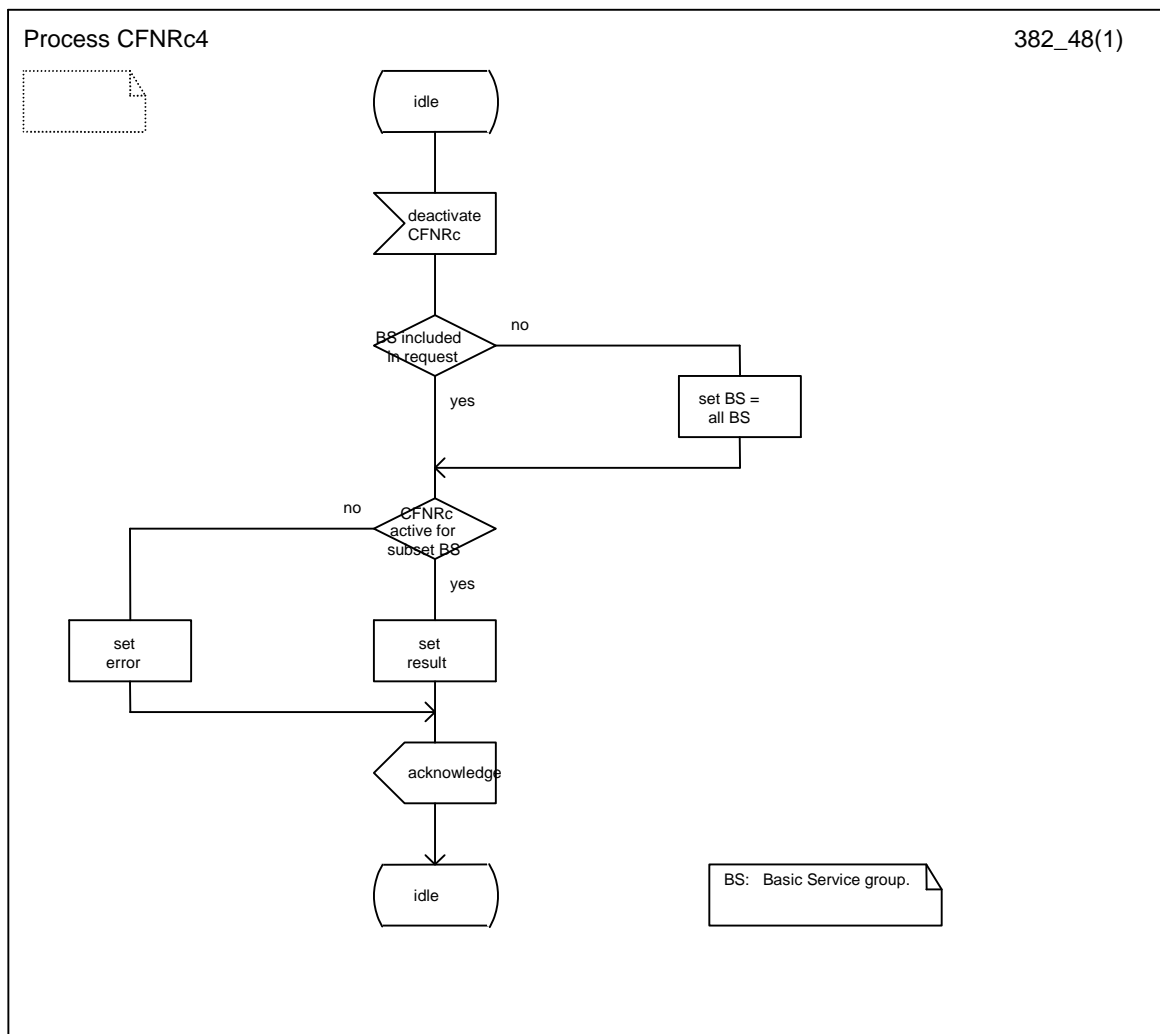 Process CFNRc4
382_48(1)
idle
deactivate
CFNRc
BS included
in request
no
yes
set BS =
all BS
no
CFNRc
active for
subset BS
yes
set
error
set
result
acknowledge
idle
BS: Basic Service group.